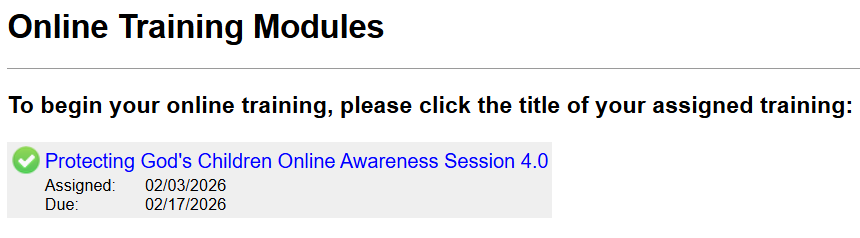 Online Training Modules
To begin your online training, please click the title of your assigned training:
Protecting God's Children Online Awareness Session 4.0
Assigned: 02/03/2026
Due: 02/17/2026